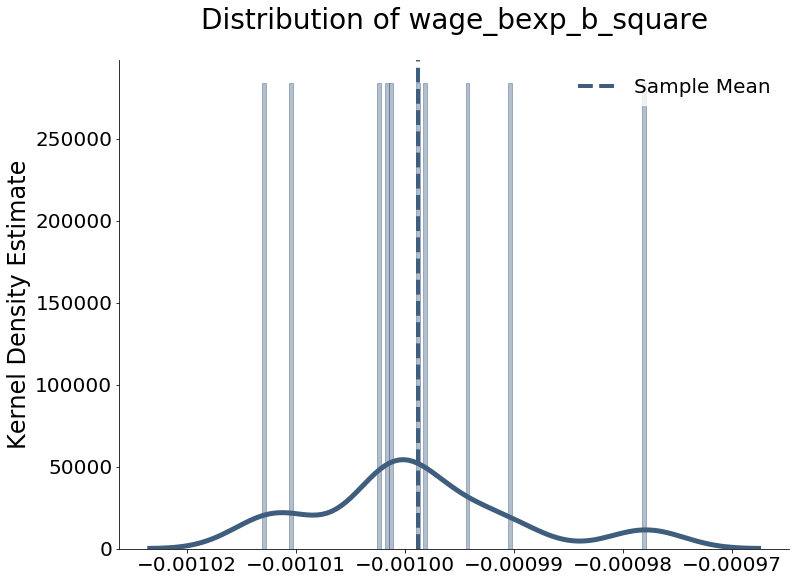 Distribution of wage_bexp_b_square
Sample Mean
Kernel Density Estimate
250000
200000
150000
100000
50000
0
−0.00102 −0.00101 −0.00100 −0.00099 −0.00098 −0.00097